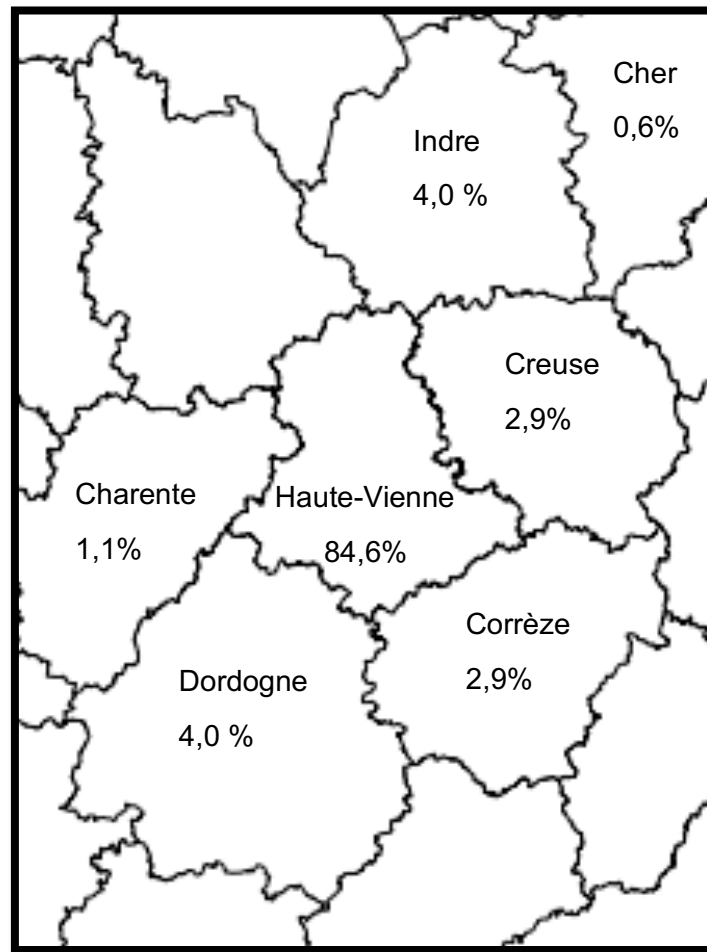 Cher
0,6%
Indre
4,0 %
Creuse
2,9%
Charente
1,1%
Haute-Vienne
84,6%
Corrèze
2,9%
Dordogne
4,0 %